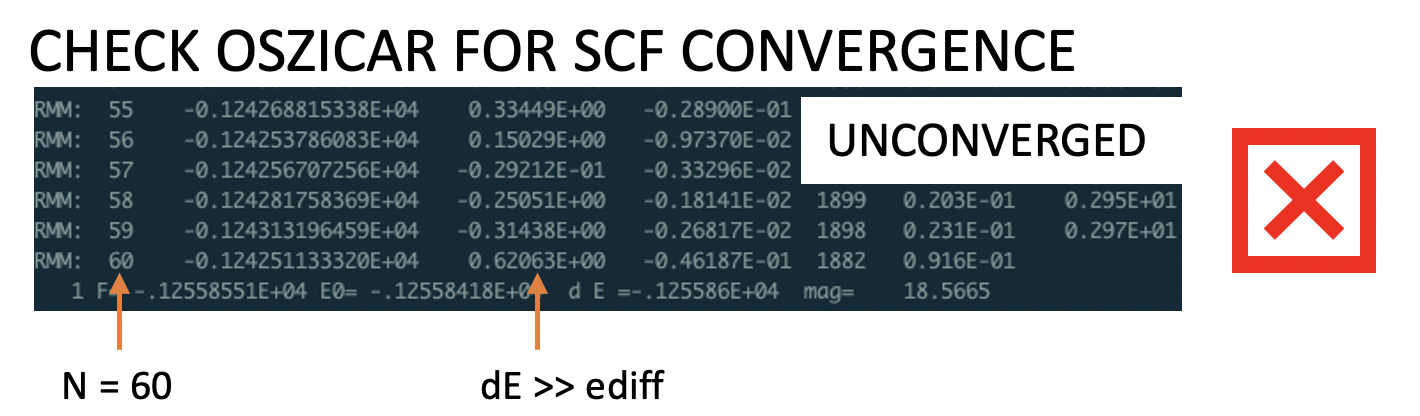 CHECK OSZICAR FOR SCF CONVERGENCE
RMM: 55 -0.124268815338E+04 0.33449E+00 -0.28900E-01
RMM: 56 -0.124253786083E+04 0.15029E+00 -0.97370E-02
UNCONVERGED
RMM: 57 -0.124256707256E+04 -0.29212E-01 -0.33296E-02
RMM: 58 -0.124281758369E+04 -0.25051E+00 -0.18141E-02 1899 0.203E-01 0.295E+01
RMM: 59 -0.124313196459E+04 -0.31438E+00 -0.26817E-02 1898 0.231E-01 0.297E+01
RMM: 60 -0.124251133320E+04 0.62063E+00 -0.46187E-01 1882 0.916E-01
1 F= -.12558551E+04 E0= -.12558418E+0 d E =-.125586E+04 mag= 18.5665
N = 60
dE >> ediff